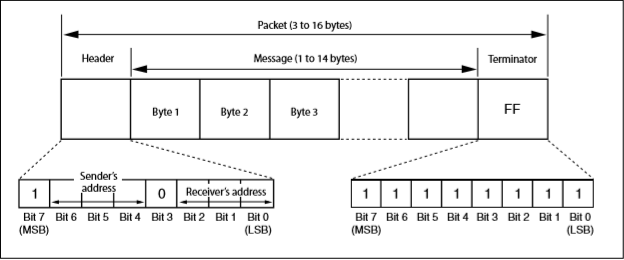 Packet (3 to 16 bytes)
Header
Message (1 to 14 bytes)
Terminator
Byte 1
Byte 2
Byte 3
FF
Sender's
address
1
0
Receiver's address
1 1 1 1 1 1 1 1
Bit 7 Bit 6 Bit 5 Bit 4 Bit 3 Bit 2 Bit 1 Bit 0
(MSB) (LSB)
Bit 7 Bit 6 Bit 5 Bit 4 Bit 3 Bit 2 Bit 1 Bit 0
(MSB) (LSB)